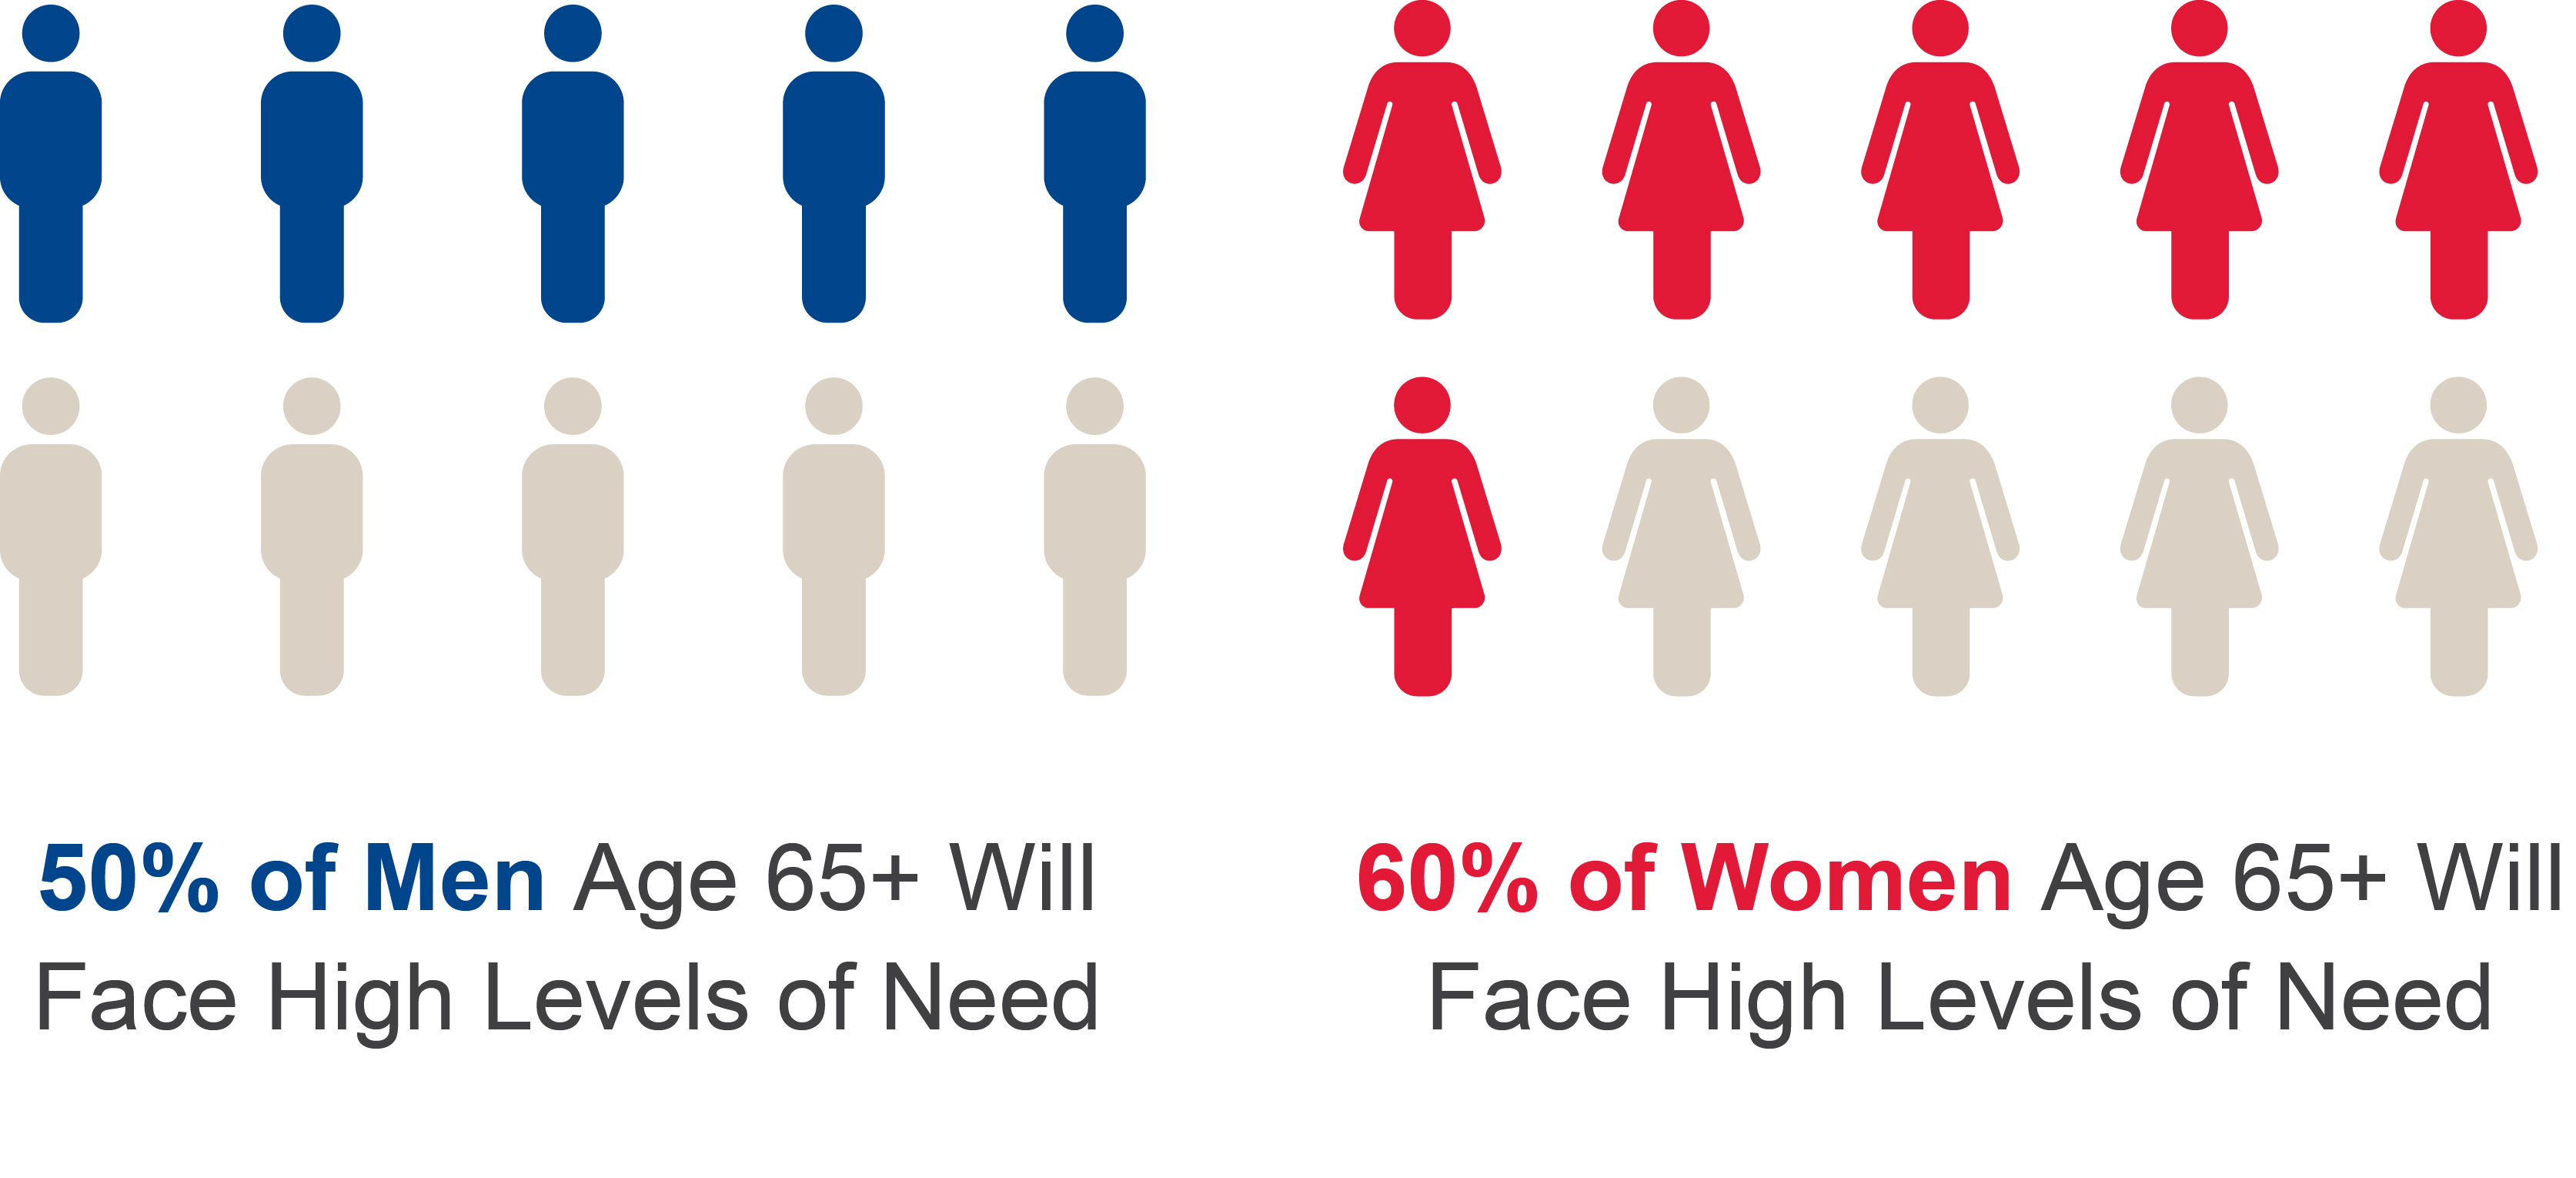 50% of Men Age 65+ Will
Face High Levels of Need
60% of Women Age 65+ Will
Face High Levels of Need